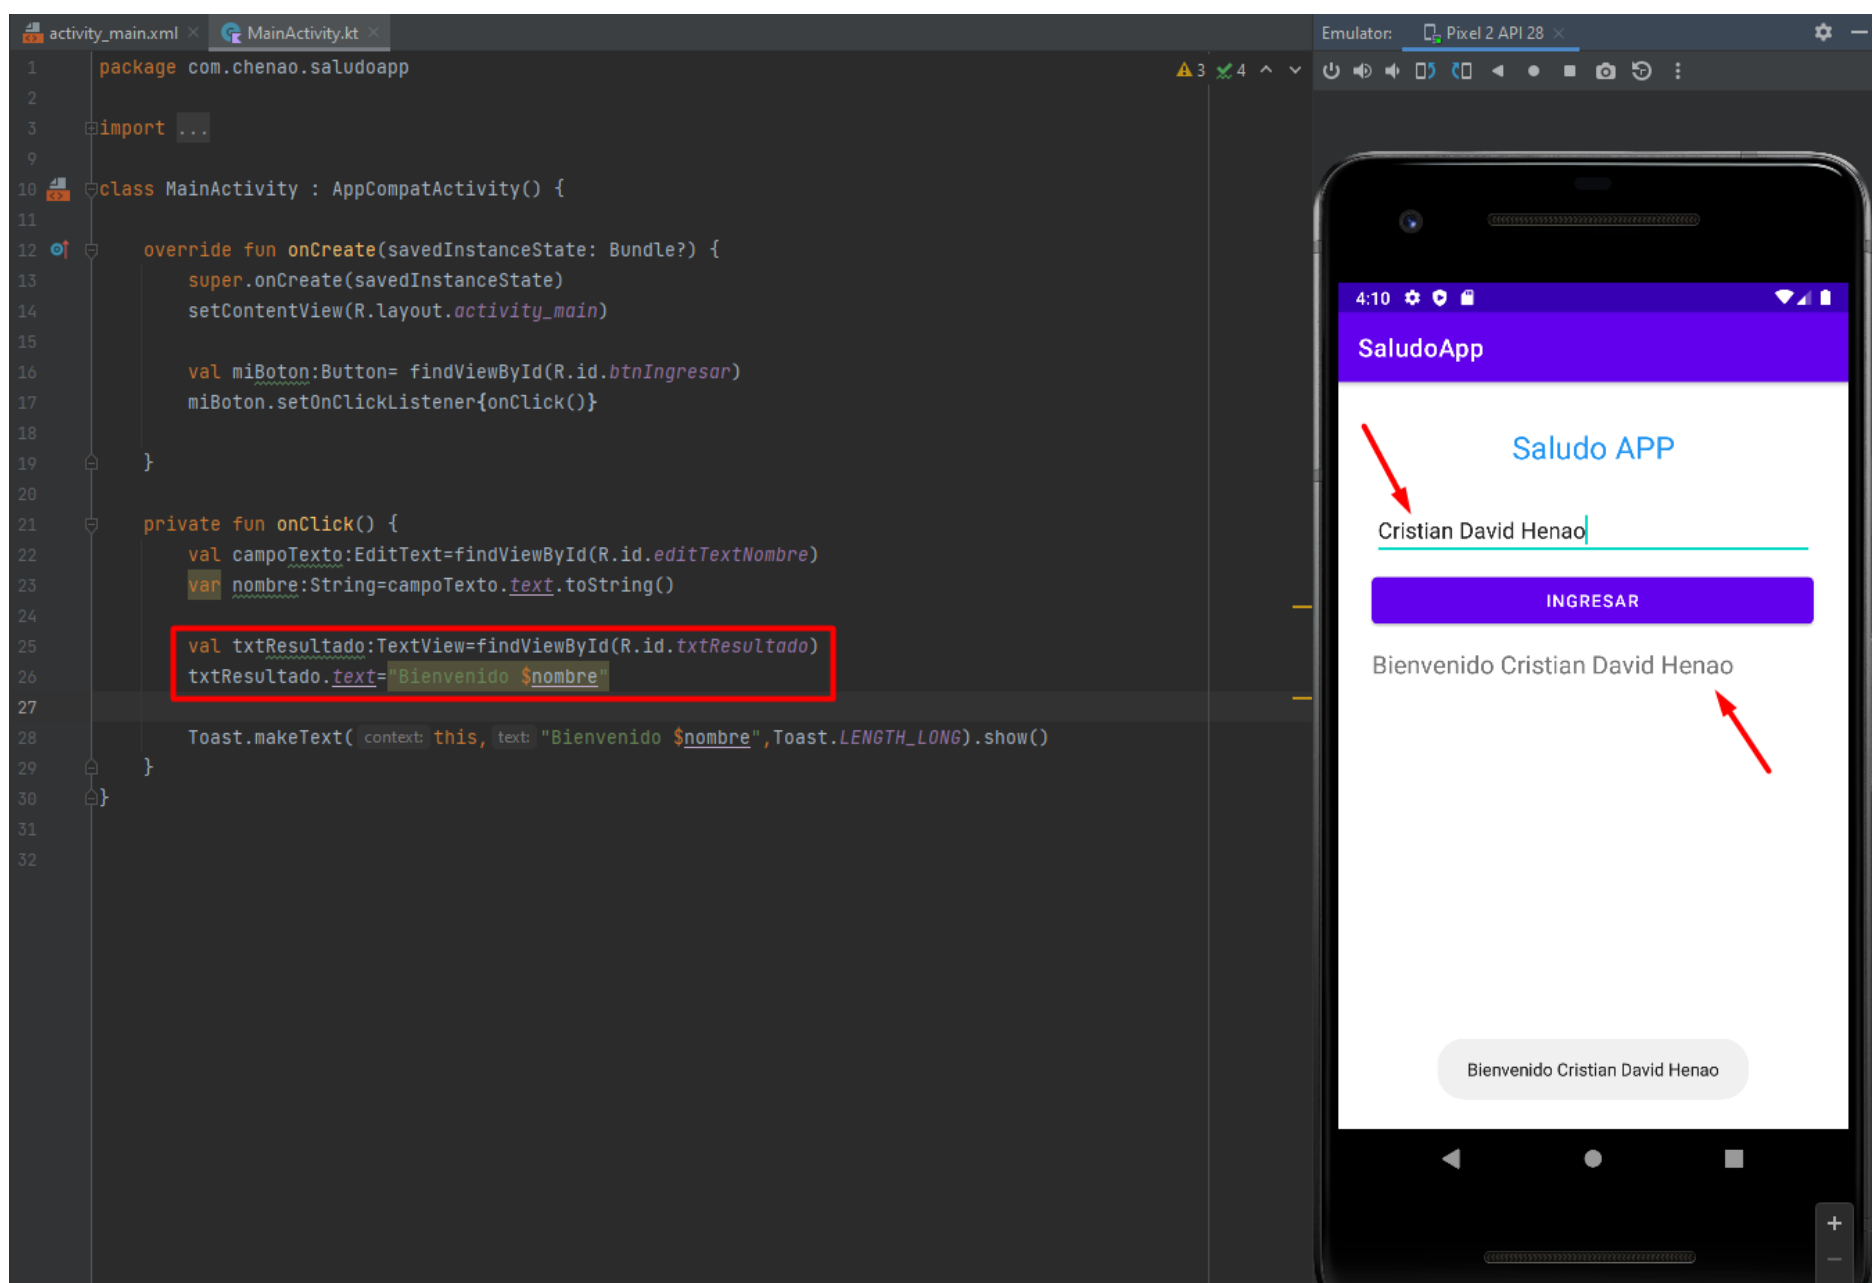 activity_main.xml
MainActivity.kt
Emulator:
Pixel 2 API 28
3
4
1 package com.chenao.saludoapp
2
3 import ...
9
10 class MainActivity : AppCompatActivity() {
11
12 override fun onCreate(savedInstanceState: Bundle?) {
13 super.onCreate(savedInstanceState)
14 setContentView(R.layout.activity_main)
15
16 val miBoton:Button= findViewById(R.id.btnIngresar)
17 miBoton.setOnClickListener{onClick()}
18
19 }
20
21 private fun onClick() {
22 val campoTexto:EditText=findViewById(R.id.editTextNombre)
23 var nombre:String=campoTexto.text.toString()
24
25 val txtResultado:TextView=findViewById(R.id.txtResultado)
26 txtResultado.text="Bienvenido $nombre"
27
28 Toast.makeText( context: this, text: "Bienvenido $nombre",Toast.LENGTH_LONG).show()
29 }
30 }
31
32
4:10
SaludoApp
Saludo APP
Cristian David Henao
INGRESAR
Bienvenido Cristian David Henao
Bienvenido Cristian David Henao